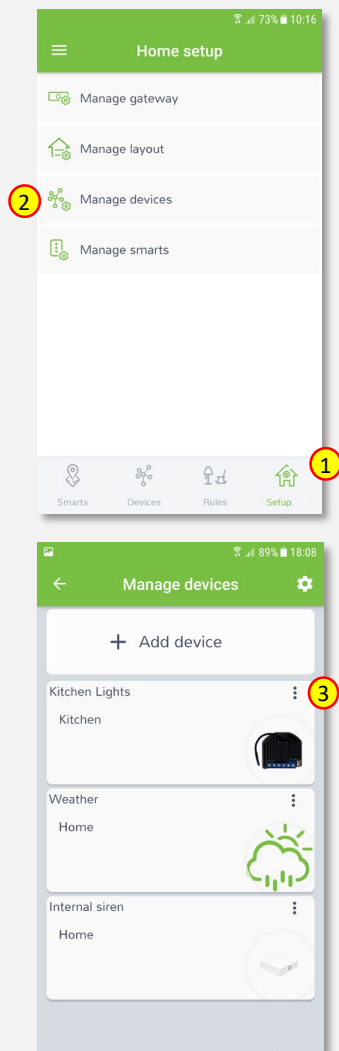 73% 10:16
Home setup
Manage gateway
Manage layout
2
Manage devices
Manage smarts
1
Smarts Devices Rules Setup
89% 18:08
Manage devices
+ Add device
Kitchen Lights
3
Kitchen
Weather
Home
Internal siren
Home